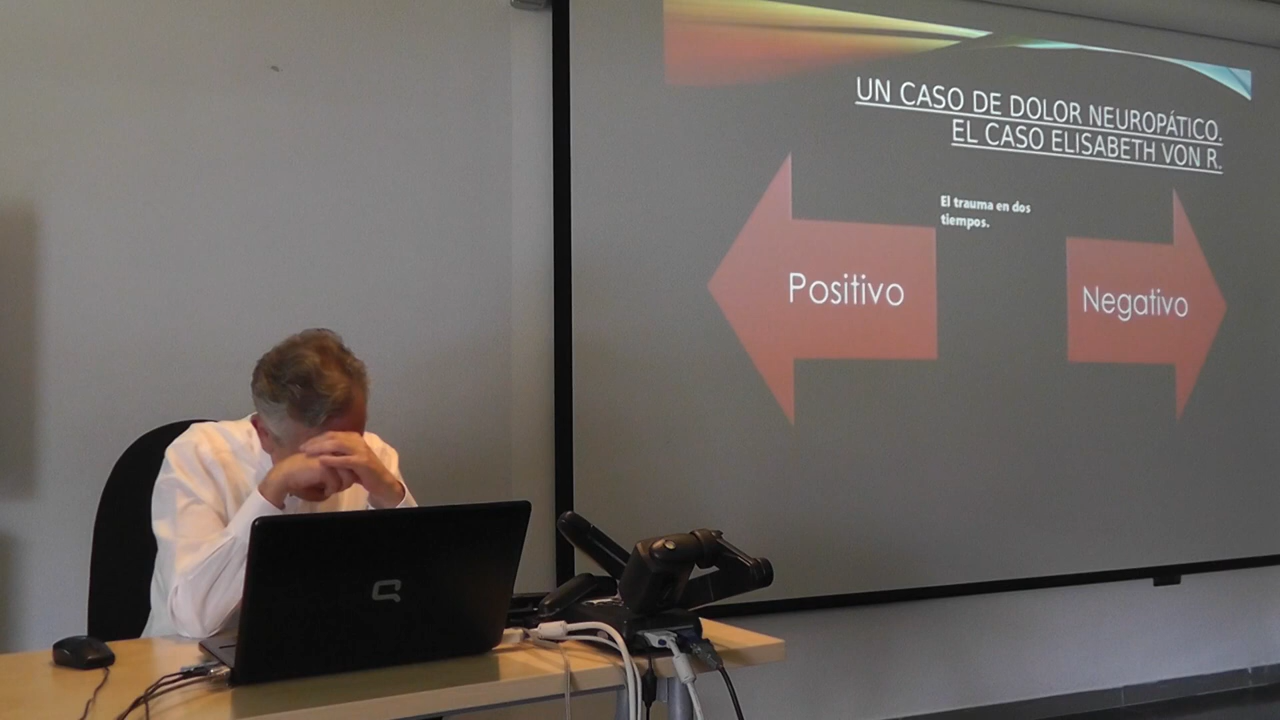 UN CASO DE DOLOR NEUROPÁTICO.
EL CASO ELISABETH VON R.
El trauma en dos
tiempos.
Positivo
Negativo